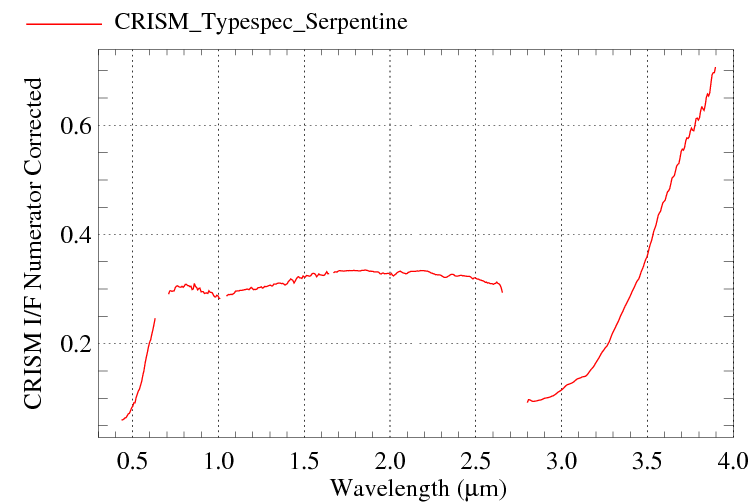 CRISM_Typespec_Serpentine
CRISM I/F Numerator Corrected
0.6
0.4
0.2
0.5 1.0 1.5 2.0 2.5 3.0 3.5 4.0
Wavelength (μm)